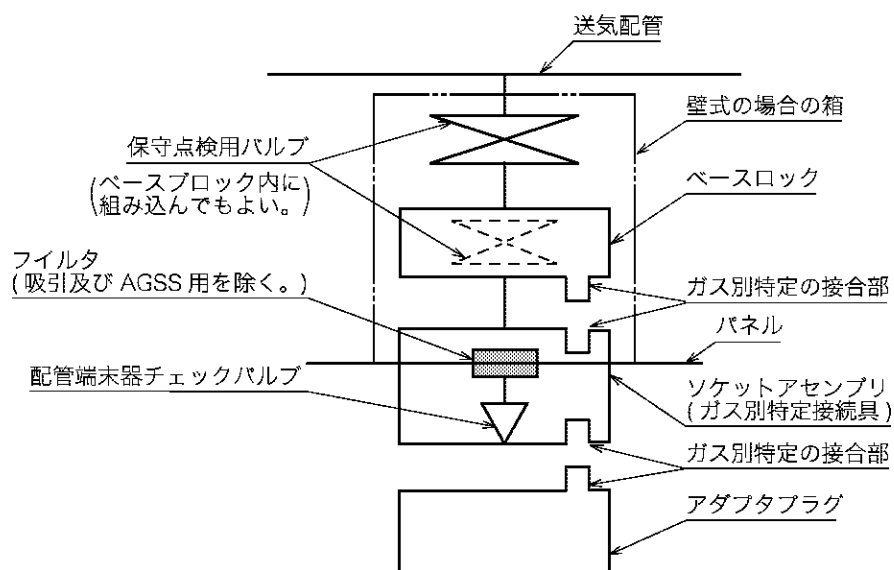 送気配管
壁式の場合の箱
保守点検用バルブ
(ベースブロック内に
組み込んでもよい。)
ベースロック
フイルタ
(吸引及び AGSS 用を除く。)
ガス別特定の接合部
パネル
配管端末器チェックバルブ
ソケットアセンブリ
(ガス別特定接続具)
ガス別特定の接合部
アダプタプラグ